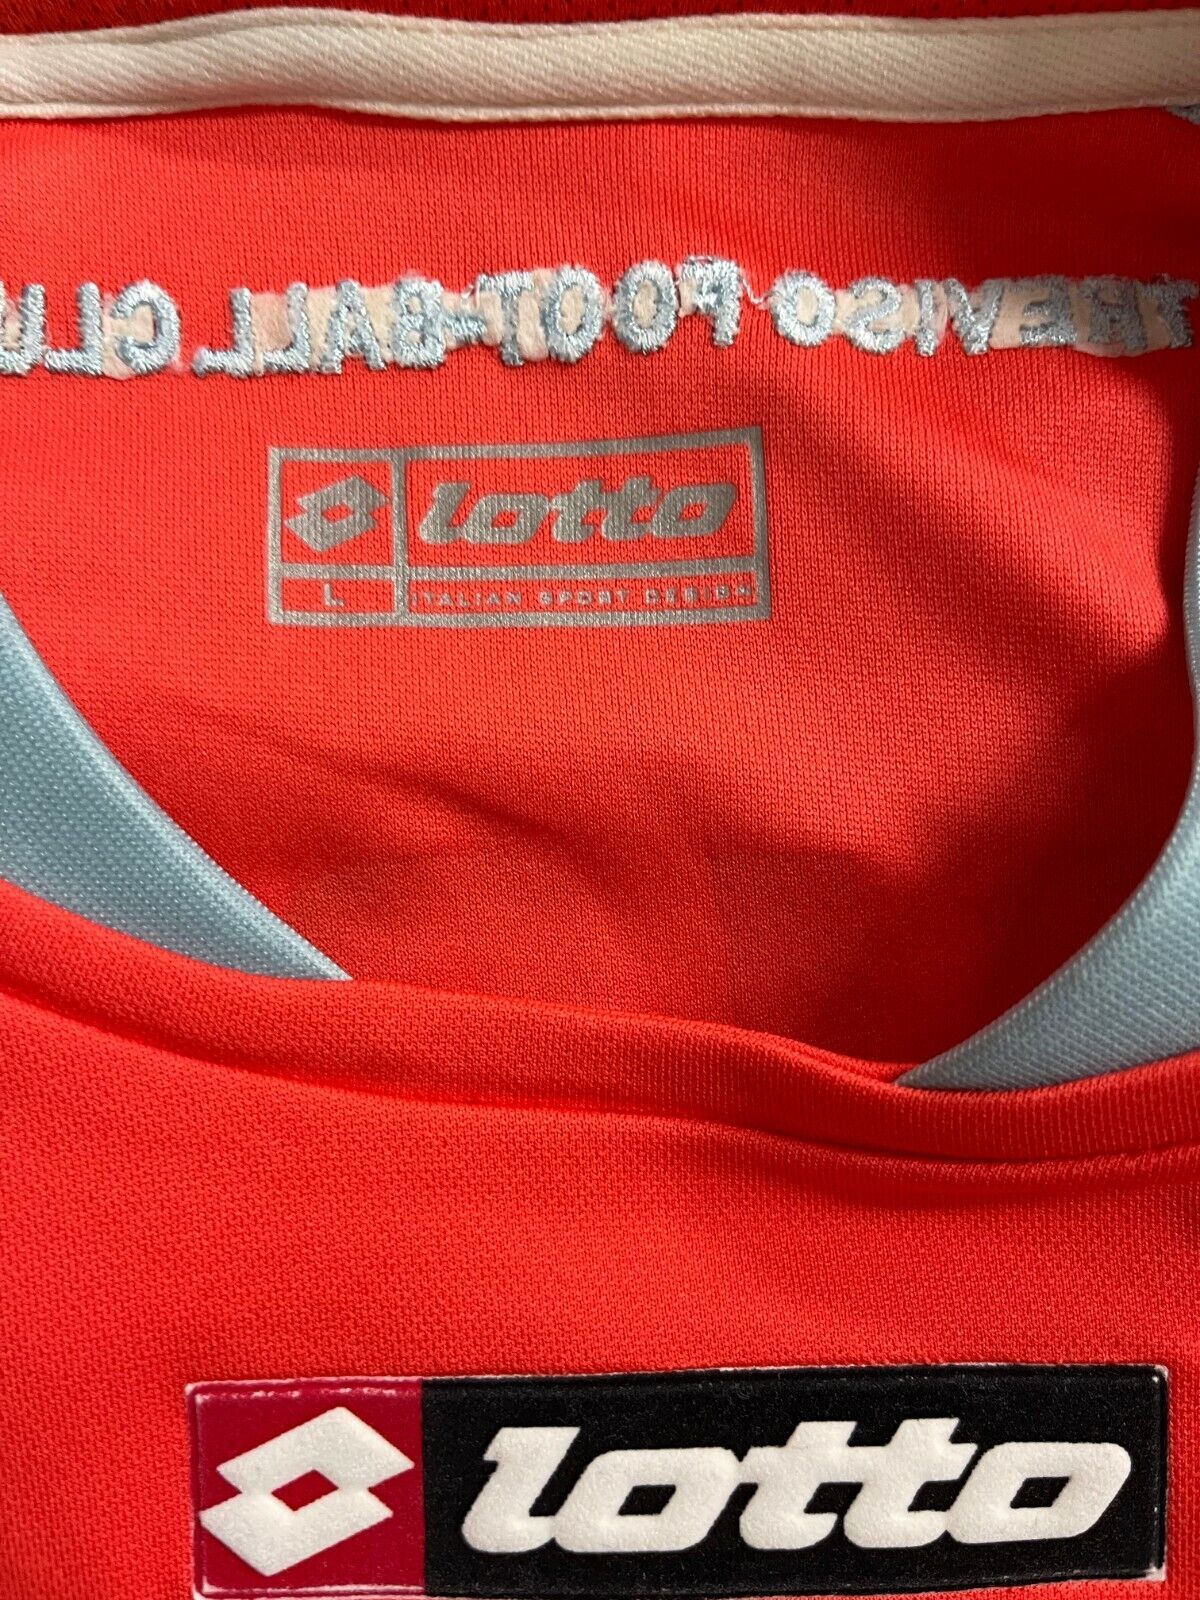 TREVISO FOOT-BALL CLU
lotto
L ITALIAN SPORT DESIGN
lotto